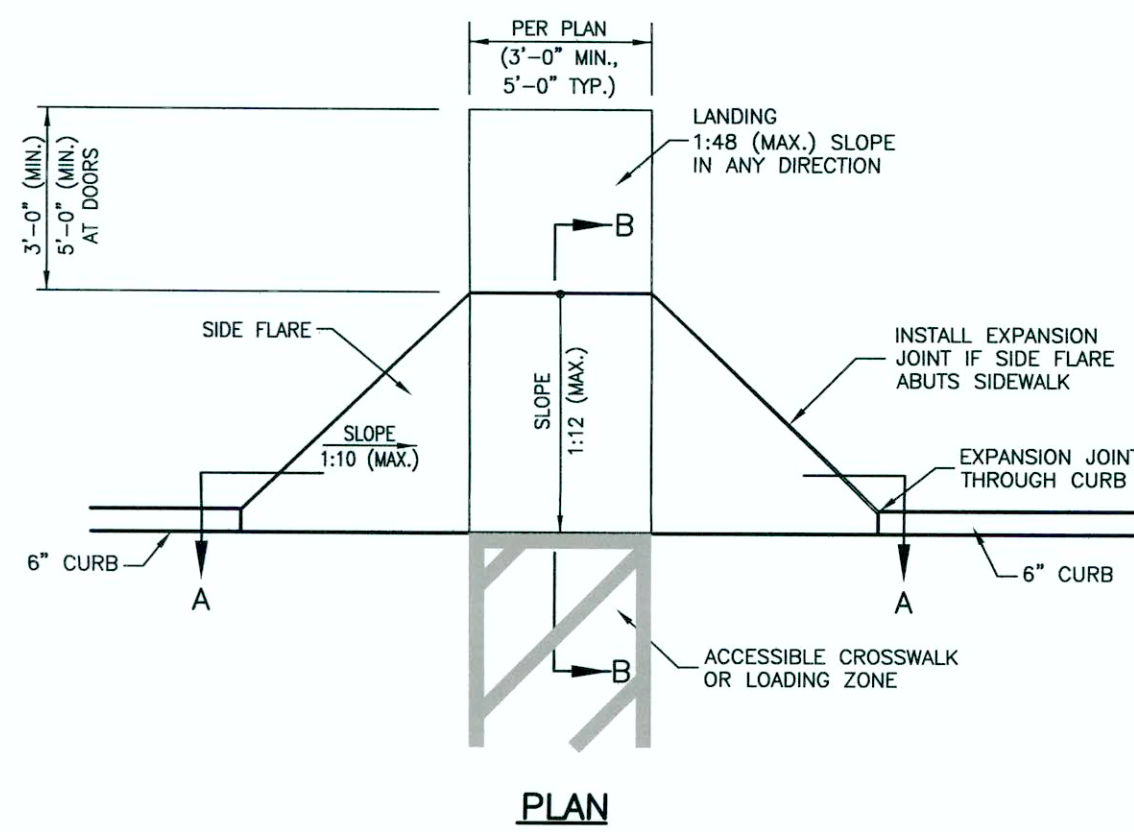 PER PLAN
(3'-0" MIN.,
5'-0" TYP.)
3'-0" (MIN.)
5'-0" (MIN.)
AT DOORS
LANDING
1:48 (MAX.) SLOPE
IN ANY DIRECTION
B
SIDE FLARE
SLOPE
1:12 (MAX.)
INSTALL EXPANSION
JOINT IF SIDE FLARE
ABUTS SIDEWALK
SLOPE
1:10 (MAX.)
EXPANSION JOINT
THROUGH CURB
6" CURB
A
A
6" CURB
B
ACCESSIBLE CROSSWALK
OR LOADING ZONE
PLAN